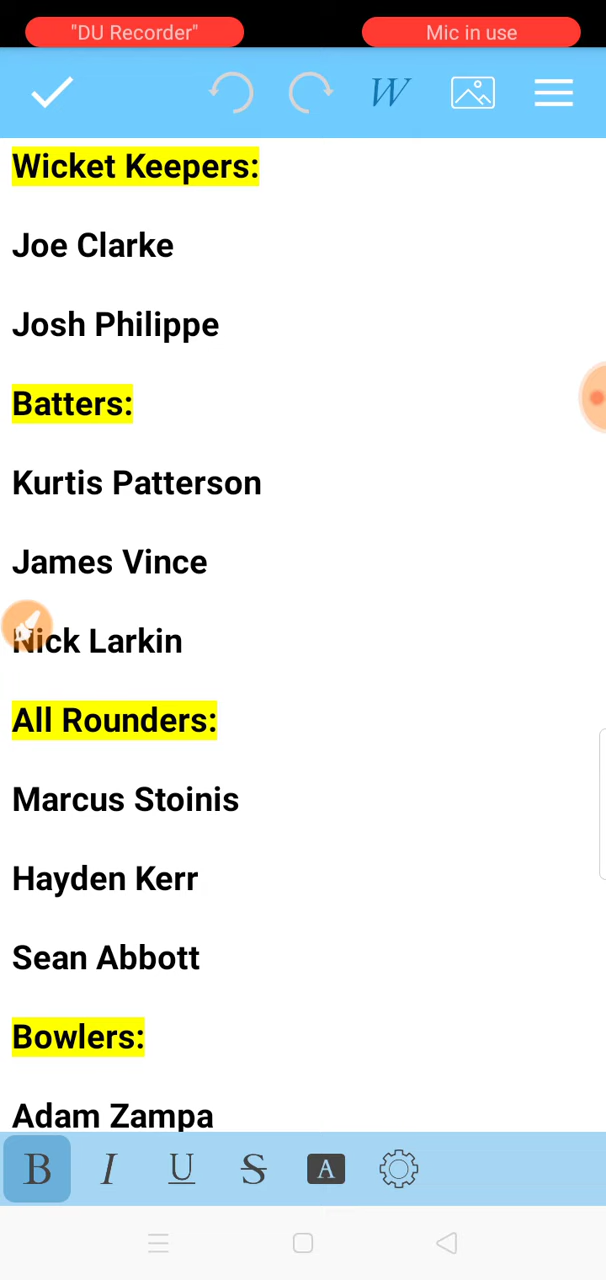 "DU Recorder" Mic in use
W
Wicket Keepers:
Joe Clarke
Josh Philippe
Batters:
Kurtis Patterson
James Vince
Nick Larkin
All Rounders:
Marcus Stoinis
Hayden Kerr
Sean Abbott
Bowlers:
Adam Zampa
B I U S A